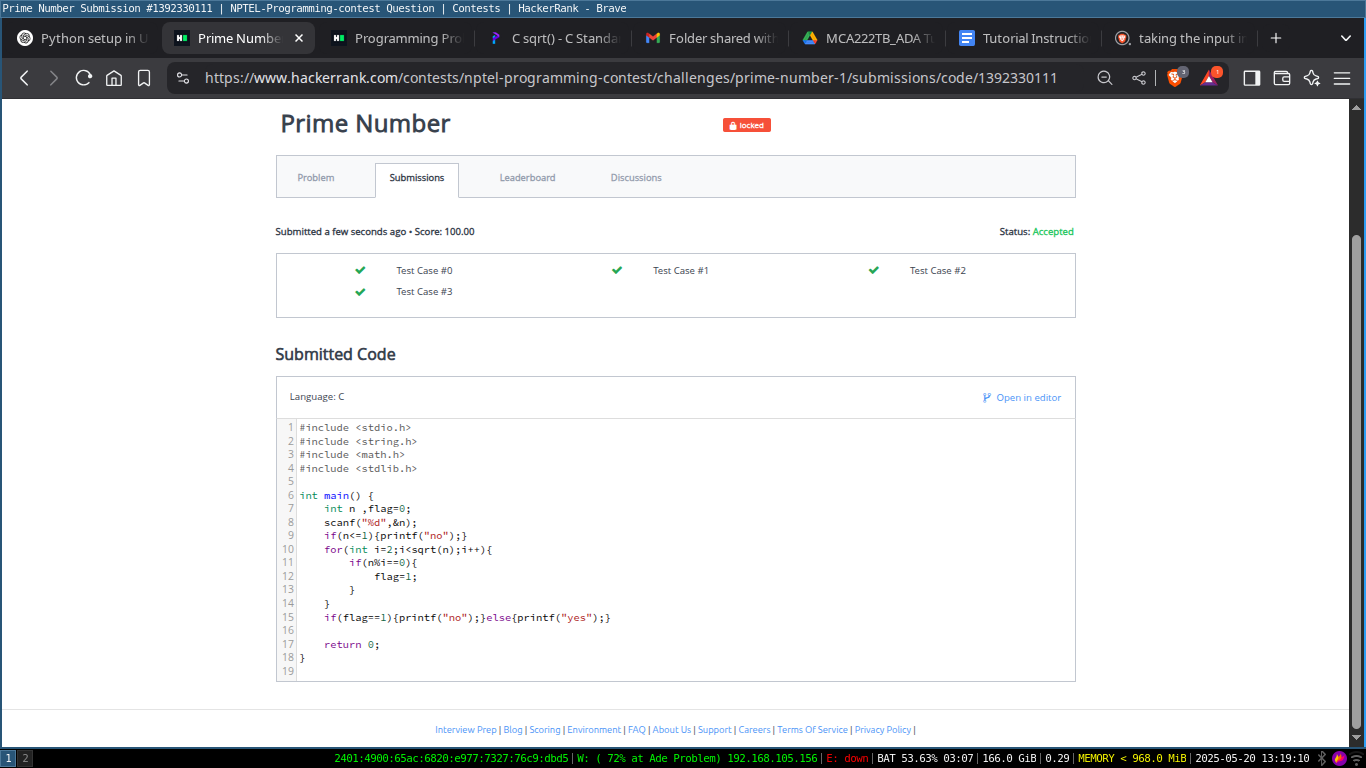 Prime Number Submission #1392330111 | NPTEL-Programming-contest Question | Contests | HackerRank - Brave
Python setup in U
Prime Numbe
Programming Pro
C sqrt() - C Standa
Folder shared with
MCA222TB_ADA Tu
Tutorial Instructio
taking the input in
https://www.hackerrank.com/contests/nptel-programming-contest/challenges/prime-number-1/submissions/code/1392330111
3
1
Prime Number
locked
Problem
Submissions
Leaderboard
Discussions
Submitted a few seconds ago • Score: 100.00
Status: Accepted
Test Case #0
Test Case #1
Test Case #2
Test Case #3
Submitted Code
Language: C
Open in editor
1 #include <stdio.h>
2 #include <string.h>
3 #include <math.h>
4 #include <stdlib.h>
5
6 int main() {
7     int n ,flag=0;
8     scanf("%d",&n);
9     if(n<=1){printf("no");}
10     for(int i=2;i<sqrt(n);i++){
11         if(n%i==0){
12             flag=1;
13         }
14     }
15     if(flag==1){printf("no");}else{printf("yes");}
16
17     return 0;
18 }
19
Interview Prep | Blog | Scoring | Environment | FAQ | About Us | Support | Careers | Terms Of Service | Privacy Policy |
1 2 2401:4900:65ac:6820:e977:7327:76c9:dbd5 | W: ( 72% at Ade Problem) 192.168.105.156 | E: down | BAT 53.63% 03:07 | 166.0 GiB | 0.29 | MEMORY < 968.0 MiB | 2025-05-20 13:19:10